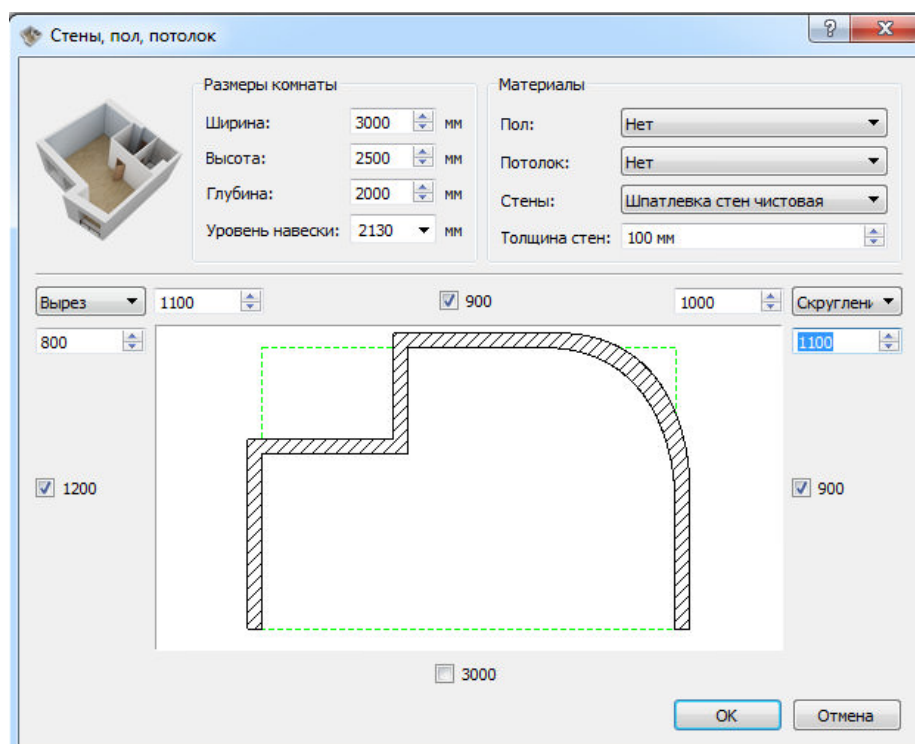 Стены, пол, потолок
Размеры комнаты
Ширина: 3000 мм
Высота: 2500 мм
Глубина: 2000 мм
Уровень навески: 2130 мм
Материалы
Пол: Нет
Потолок: Нет
Стены: Шпатлевка стен чистовая
Толщина стен: 100 мм
Вырез 1100 900 1000 Скруглени
800 1100
1200 900
3000
OK Отмена